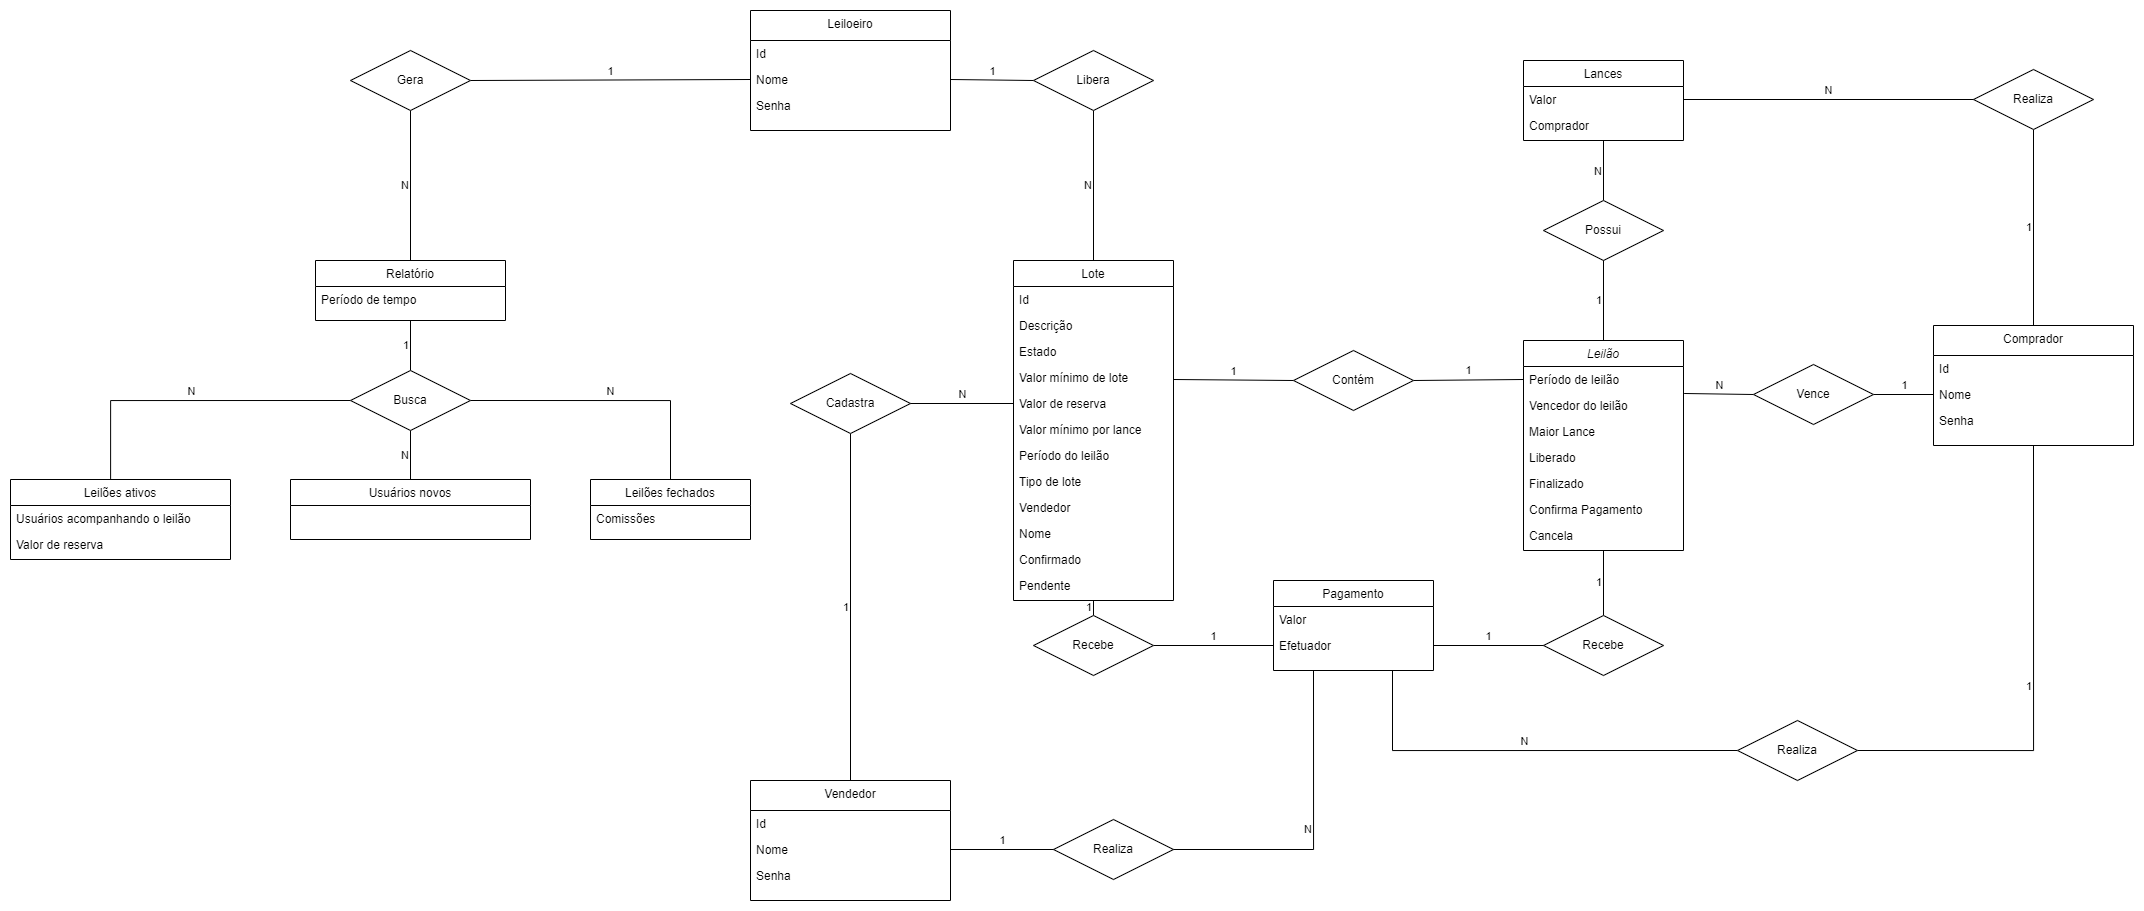 Leiloeiro
Id
Nome
Senha
Gera
1
1
Libera
N
N
Lances
Valor
Comprador
N
Realiza
N
1
Possui
1
Relatório
Período de tempo
1
Busca
N
N
N
Leilões ativos
Usuários acompanhando o leilão
Valor de reserva
Usuários novos
Leilões fechados
Comissões
Lote
Id
Descrição
Estado
Valor mínimo de lote
Valor de reserva
Valor mínimo por lance
Período do leilão
Tipo de lote
Vendedor
Nome
Confirmado
Pendente
Cadastra
N
1
1
Contém
1
Leilão
Período de leilão
Vencedor do leilão
Maior Lance
Liberado
Finalizado
Confirma Pagamento
Cancela
N
Vence
1
Comprador
Id
Nome
Senha
1
Recebe
1
Pagamento
Valor
Efetuador
1
Recebe
1
N
Realiza
1
Vendedor
Id
Nome
Senha
1
Realiza
N